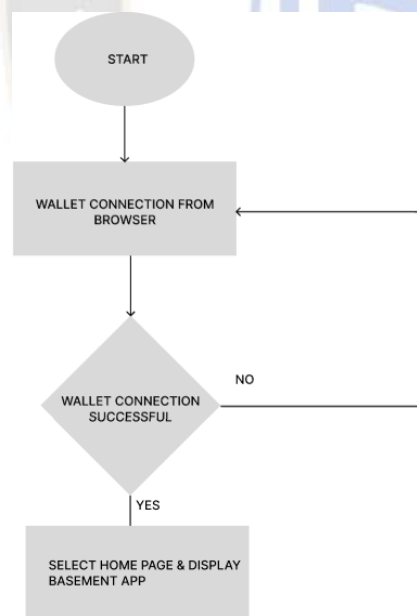 START
WALLET CONNECTION FROM
BROWSER
WALLET CONNECTION
SUCCESSFUL
NO
YES
SELECT HOME PAGE & DISPLAY
BASEMENT APP